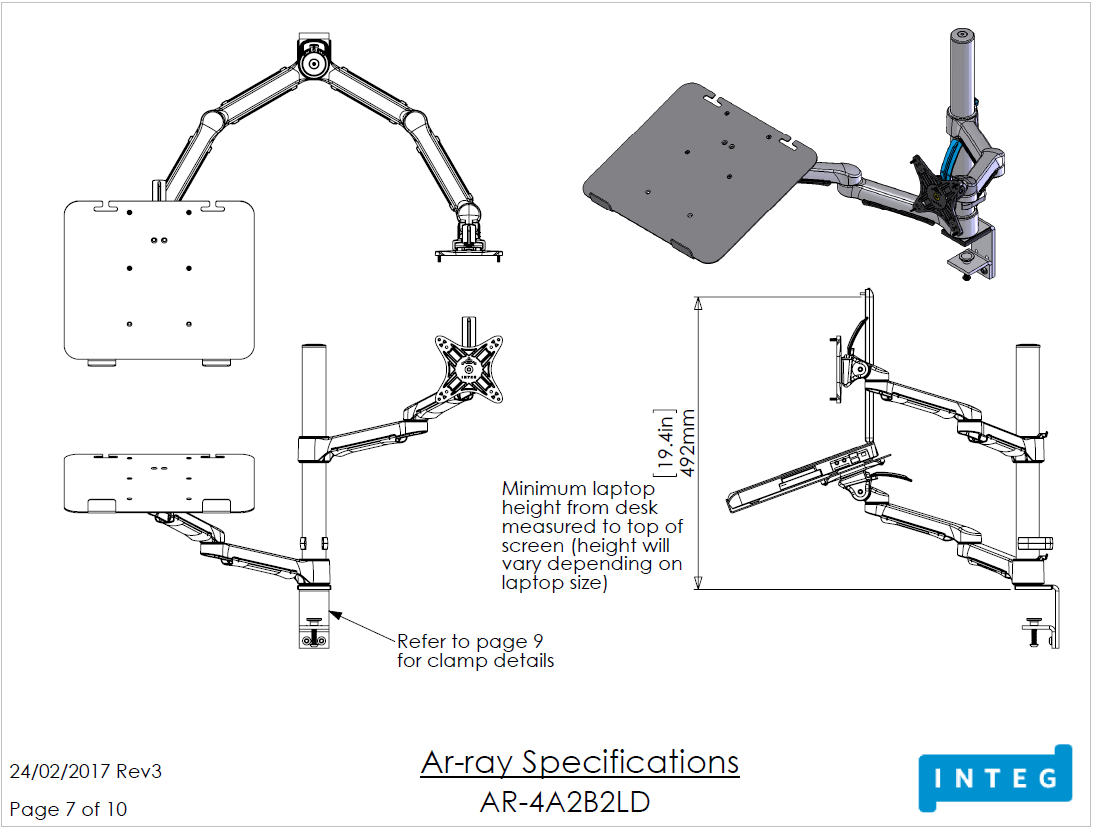 [19.4in]
492mm
Minimum laptop
height from desk
measured to top of
screen (height will
vary depending on
laptop size)
Refer to page 9
for clamp details
24/02/2017 Rev3
Page 7 of 10
Ar-ray Specifications
AR-4A2B2LD
INTEG
INTEG